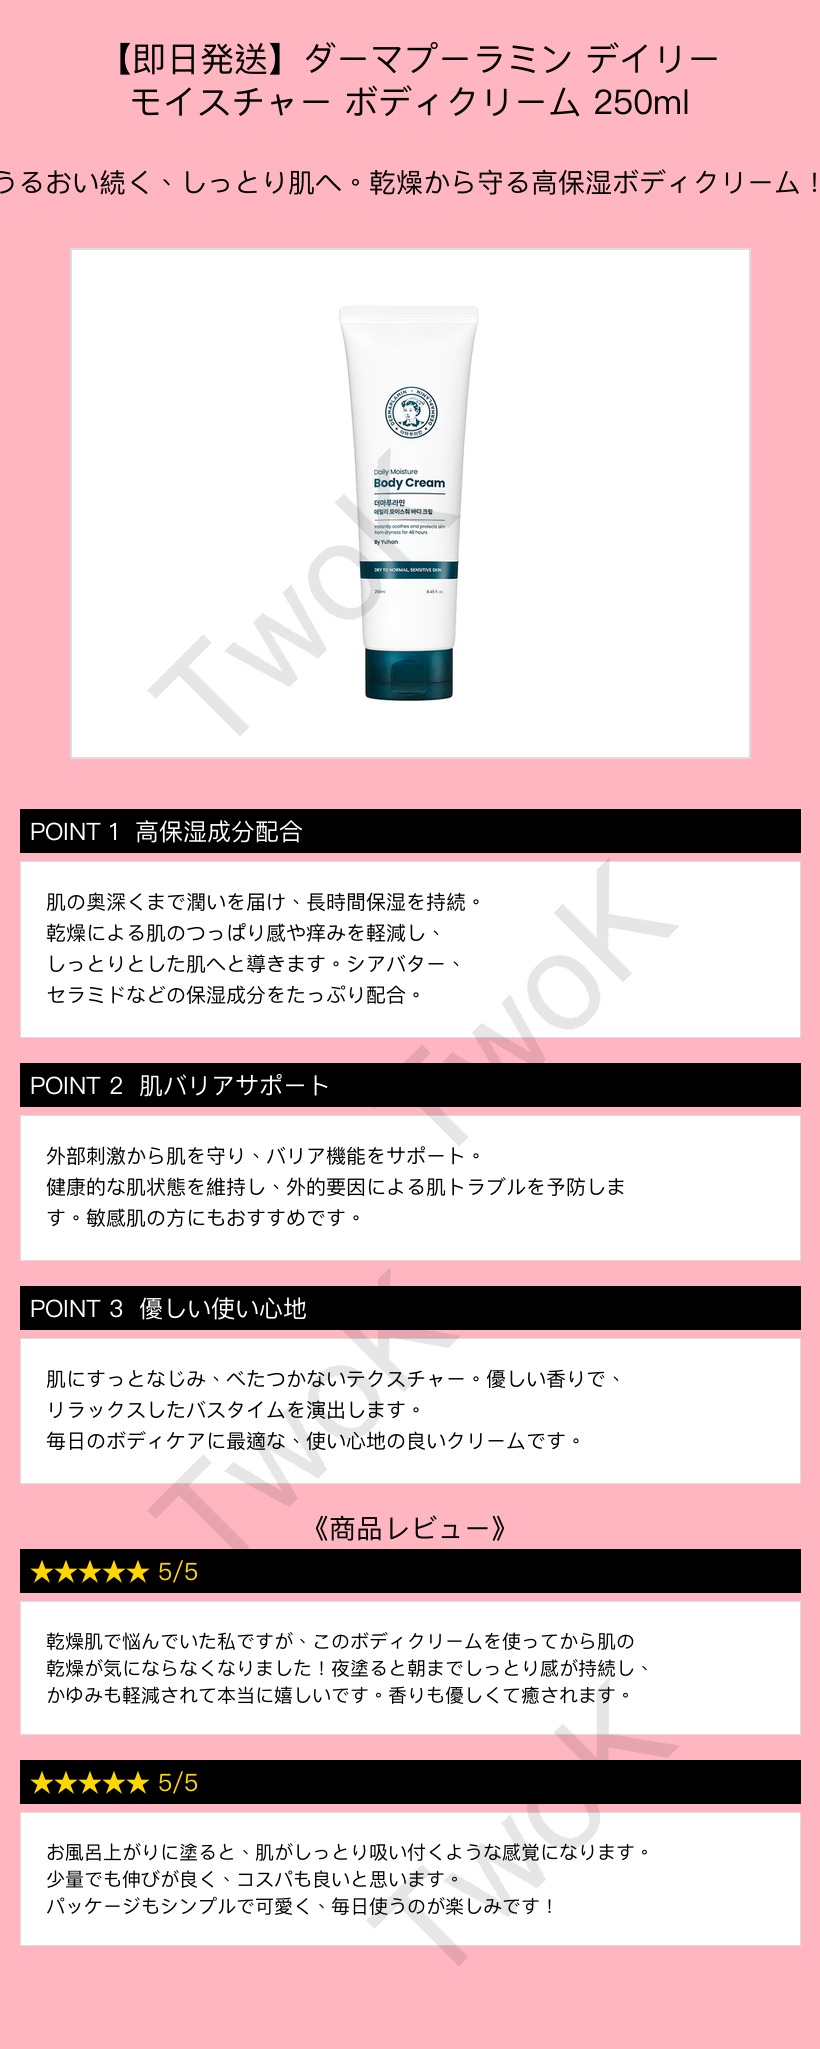 【即日発送】ダーマプーラミン デイリー
モイスチャー ボディクリーム 250ml
うるおい続く、しっとり肌へ。乾燥から守る高保湿ボディクリーム！
DERMAPLAMIN
DERMAPLAMIN
더마푸라민
Daily Moisture
Body Cream
더마푸라민
데일리 모이스춰 바디 크림
Instantly soothes and protects skin
from dryness for 48 hours
By Yuhan
DRY TO NORMAL, SENSITIVE SKIN
250ml 8.45 fl. oz.
TwoK
POINT 1 高保湿成分配合
肌の奥深くまで潤いを届け、長時間保湿を持続。
乾燥による肌のつっぱり感や痒みを軽減し、
しっとりとした肌へと導きます。シアバター、
セラミドなどの保湿成分をたっぷり配合。
TwoK
POINT 2 肌バリアサポート
外部刺激から肌を守り、バリア機能をサポート。
健康的な肌状態を維持し、外的要因による肌トラブルを予防しま
す。敏感肌の方にもおすすめです。
POINT 3 優しい使い心地
肌にすっとなじみ、べたつかないテクスチャー。優しい香りで、
リラックスしたバスタイムを演出します。
毎日のボディケアに最適な、使い心地の良いクリームです。
TwoK
《商品レビュー》
★★★★★ 5/5
乾燥肌で悩んでいた私ですが、このボディクリームを使ってから肌の
乾燥が気にならなくなりました！夜塗ると朝までしっとり感が持続し、
かゆみも軽減されて本当に嬉しいです。香りも優しくて癒されます。
★★★★★ 5/5
お風呂上がりに塗ると、肌がしっとり吸い付くような感覚になります。
少量でも伸びが良く、コスパも良いと思います。
パッケージもシンプルで可愛く、毎日使うのが楽しみです！
TwoK